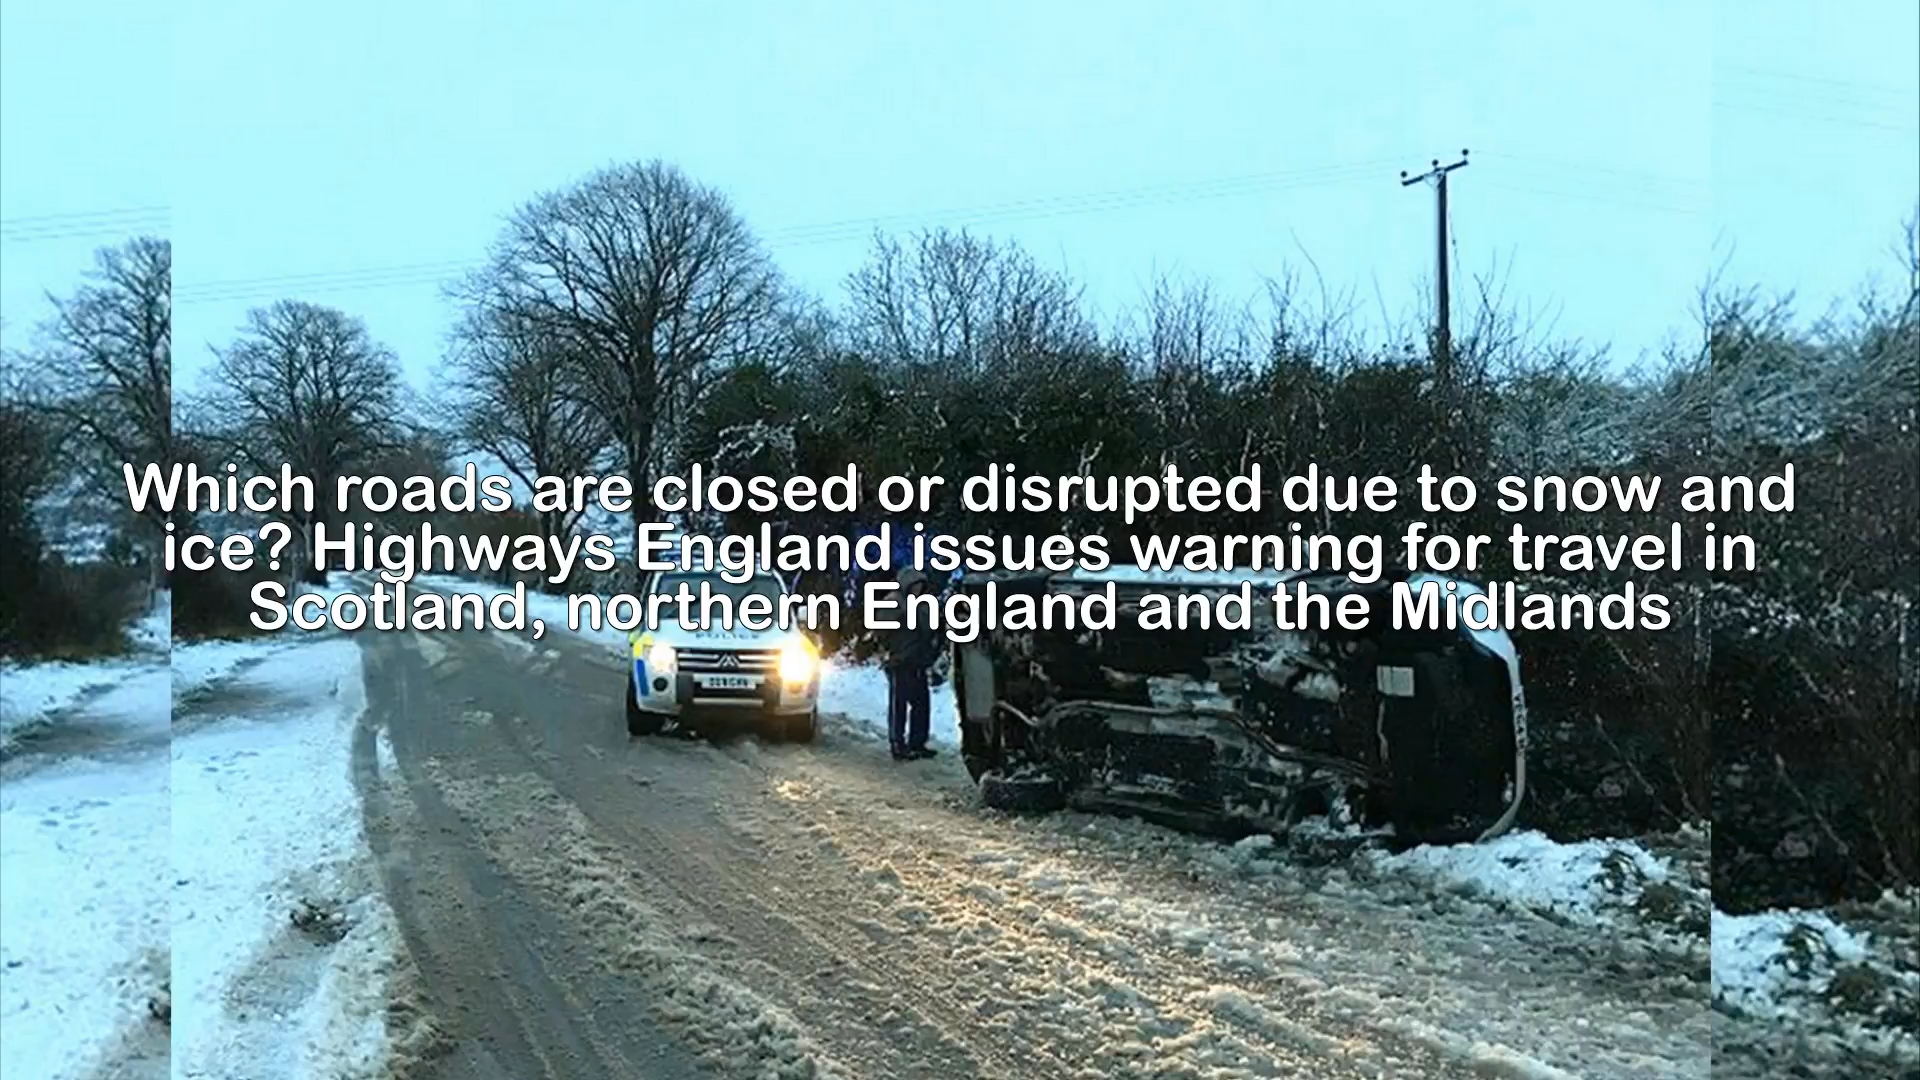 Which roads are closed or disrupted due to snow and
ice? Highways England issues warning for travel in
Scotland, northern England and the Midlands
POLICE